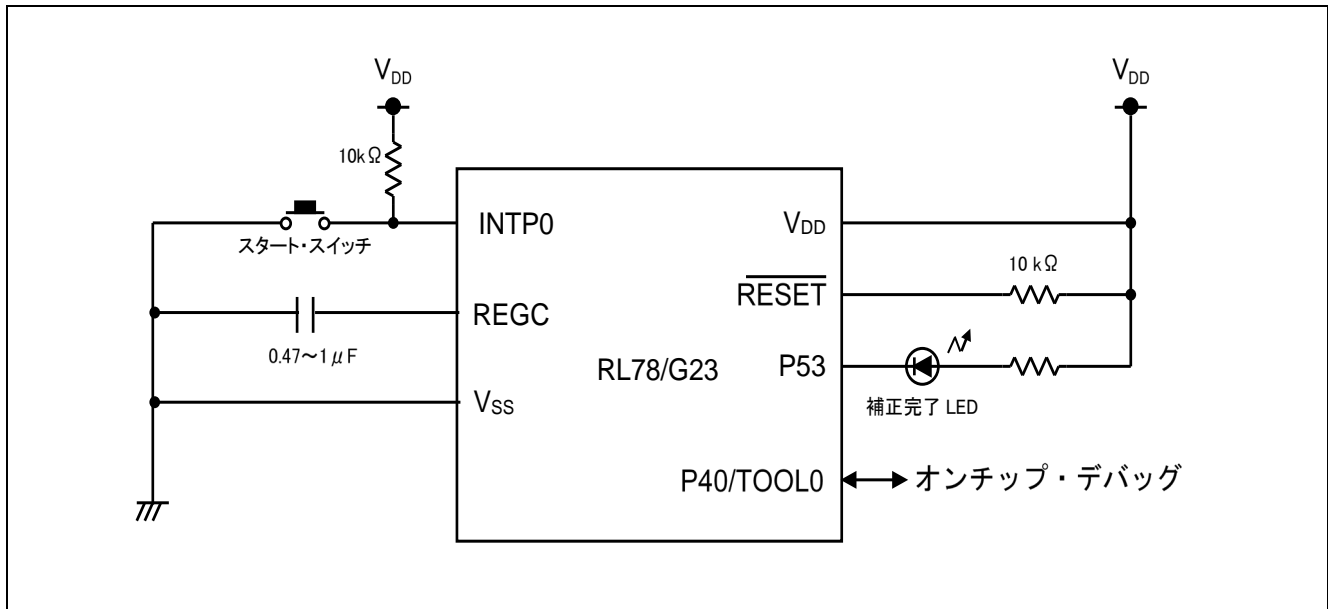 VDD
10kΩ
スタート・スイッチ
0.47～1μF
INTP0
REGC
VSS
RL78/G23
VDD
RESET
P53
P40/TOOL0
VDD
10 kΩ
補正完了 LED
オンチップ・デバッグ